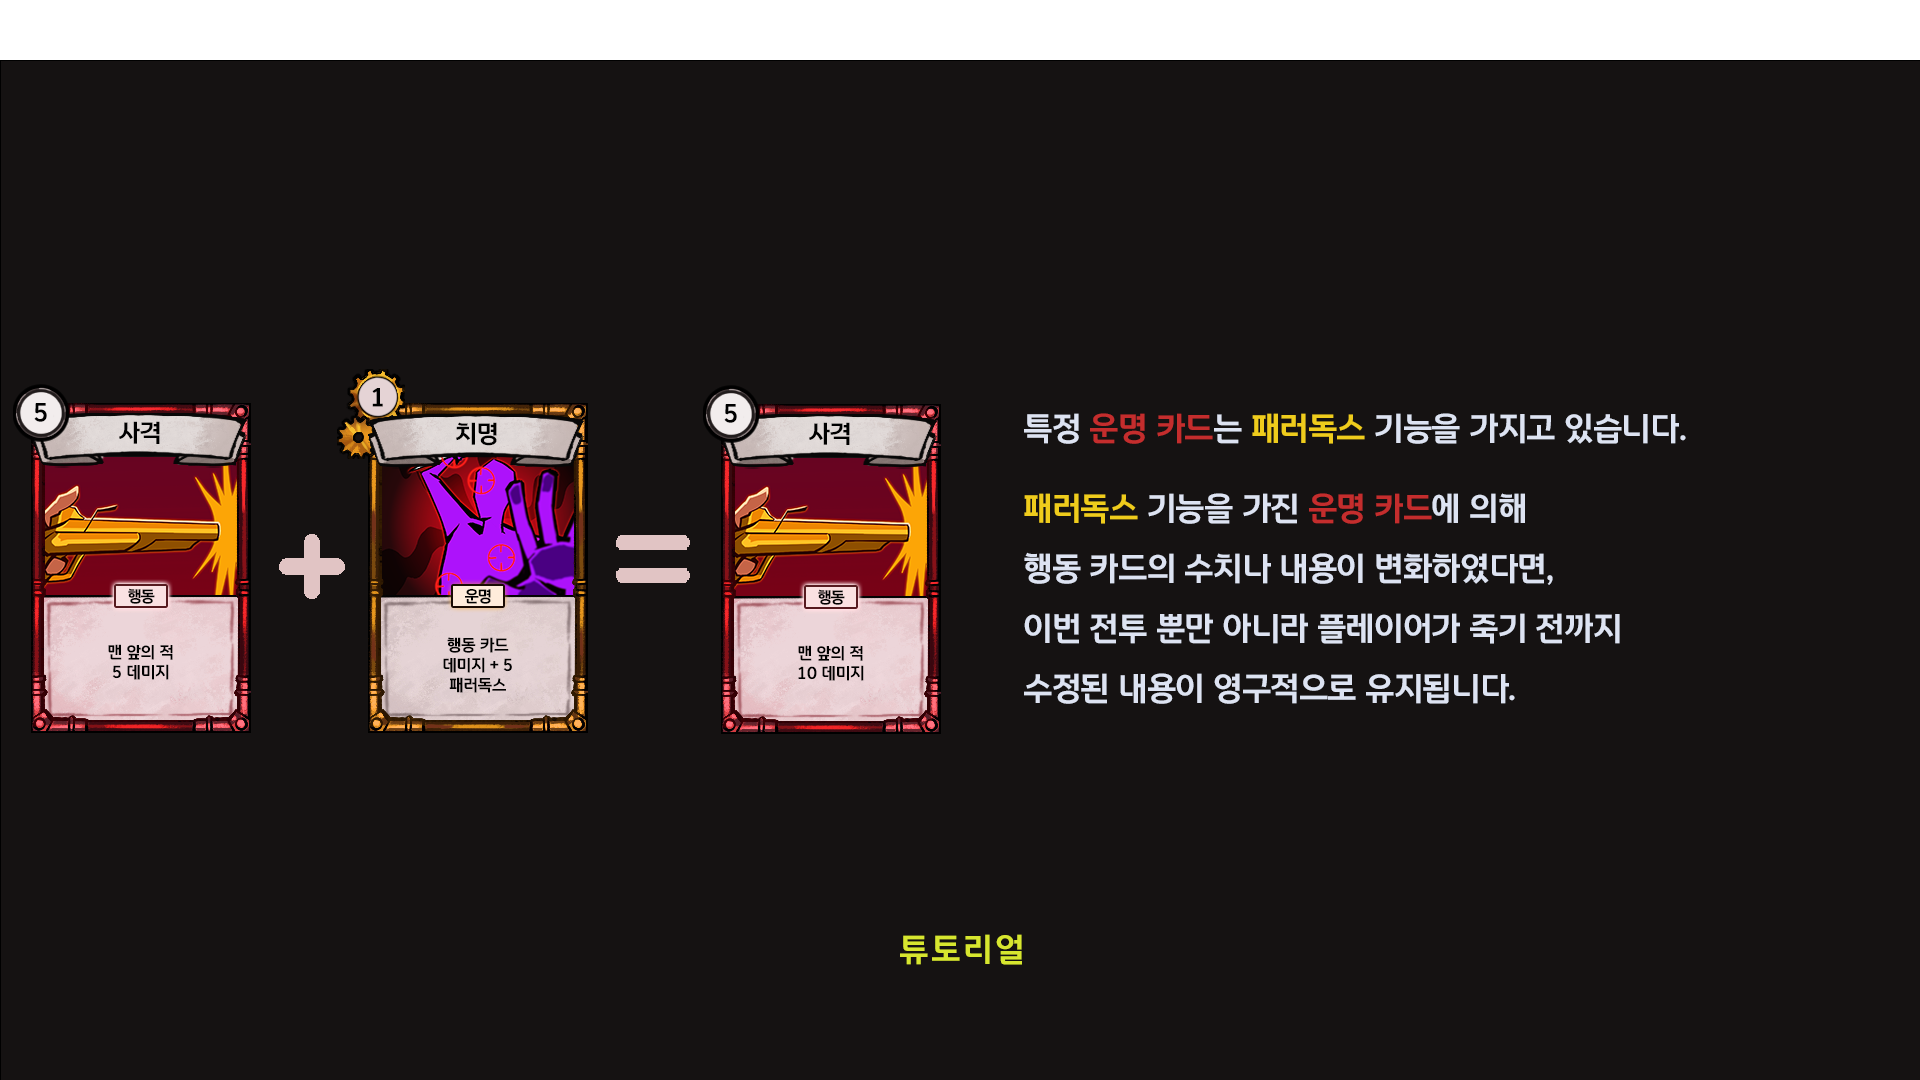 5
사격
행동
맨 앞의 적
5 데미지
1
치명
운명
행동 카드
데미지 + 5
패러독스
5
사격
행동
맨 앞의 적
10 데미지
특정 운명 카드는 패러독스 기능을 가지고 있습니다.
패러독스 기능을 가진 운명 카드에 의해
행동 카드의 수치나 내용이 변화하였다면,
이번 전투 뿐만 아니라 플레이어가 죽기 전까지
수정된 내용이 영구적으로 유지됩니다.
튜토리얼